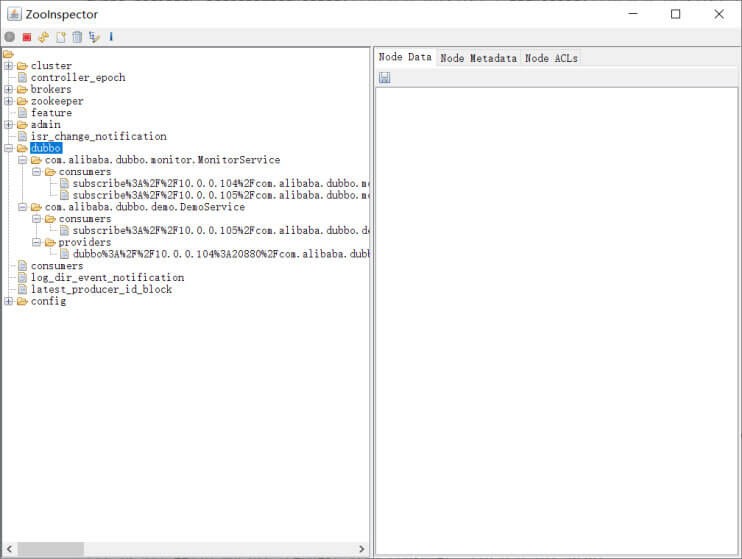 ZooInspector
cluster
controller_epoch
brokers
zookeeper
feature
admin
isr_change_notification
dubbo
com.alibaba.dubbo.monitor.MonitorService
consumers
subscribe%3A%2F%2F10.0.0.104%2Fcom.alibaba.dubbo.mo
subscribe%3A%2F%2F10.0.0.105%2Fcom.alibaba.dubbo.mo
com.alibaba.dubbo.demo.DemoService
consumers
subscribe%3A%2F%2F10.0.0.105%2Fcom.alibaba.dubbo.de
providers
dubbo%3A%2F%2F10.0.0.104%3A20880%2Fcom.alibaba.dubb
consumers
log_dir_event_notification
latest_producer_id_block
config
Node Data Node Metadata Node ACLs